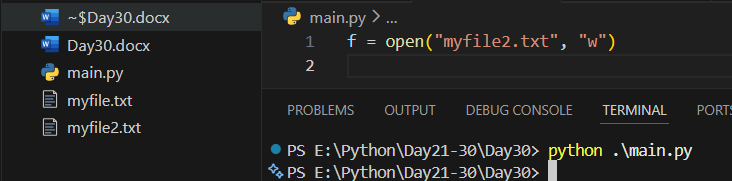 ~$Day30.docx
Day30.docx
main.py
myfile.txt
myfile2.txt
main.py > ...
1 f = open("myfile2.txt", "w")
2
PROBLEMS OUTPUT DEBUG CONSOLE TERMINAL PORTS
PS E:\Python\Day21-30\Day30> python .\main.py
PS E:\Python\Day21-30\Day30>